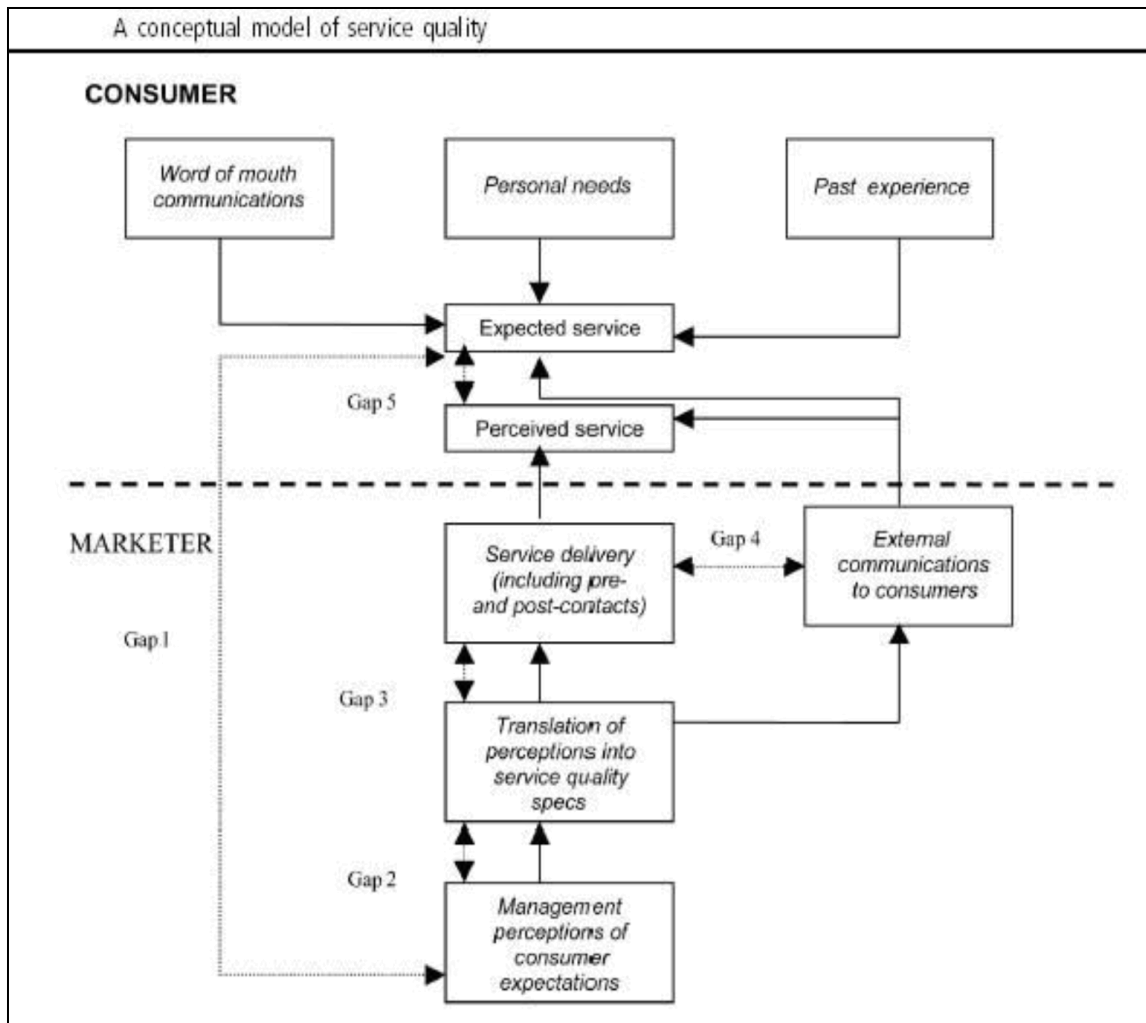 A conceptual model of service quality
CONSUMER
Word of mouth
communications
Personal needs
Past experience
Expected service
Gap 5
Perceived service
MARKETER
Service delivery
(including pre-
and post-contacts)
Gap 4
External
communications
to consumers
Gap 1
Gap 3
Translation of
perceptions into
service quality
specs
Gap 2
Management
perceptions of
consumer
expectations